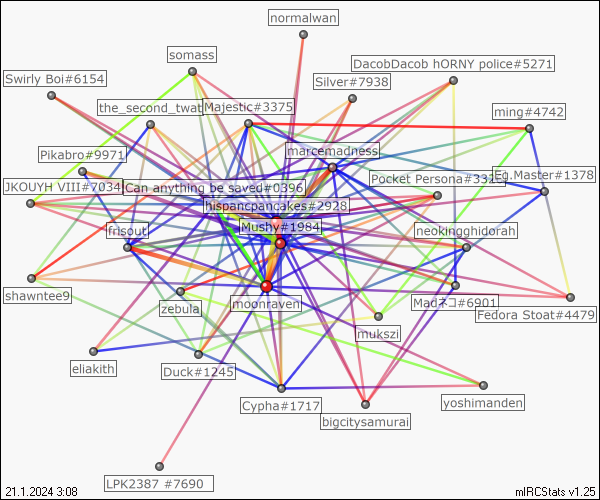 normalwan
somass
DacobDacob hORNY police#5271
Swirly Boi#6154
Silver#7938
the_second_twat
Majestic#3375
ming#4742
marcemadness
Pikabro#9971
Eg.Master#1378
Pocket Persona#33
JKOUYH VIII#7034
Can anything be saved#0396
hispancpancakes#2928
Mushy#1984
frisout
neokingghidorah
shawntee9
moonraven
Madネコ#6901
zebula
Fedora Stoat#4479
mukszi
eliakith
Duck#1245
yoshimanden
Cypha#1717
bigcitysamurai
LPK2387 #7690
21.1.2024 3:08
mIRCStats v1.25